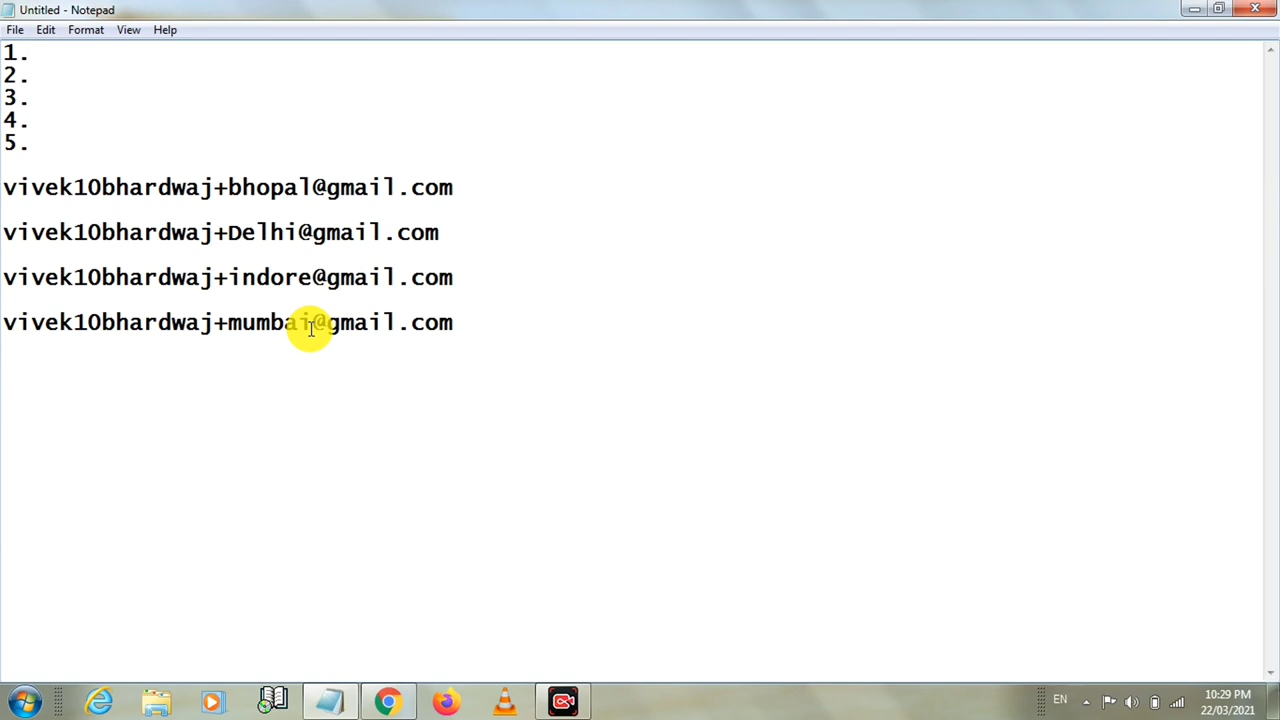 Untitled - Notepad
File Edit Format View Help
1.
2.
3.
4.
5.
vivek10bhardwaj+bhopal@gmail.com
vivek10bhardwaj+Delhi@gmail.com
vivek10bhardwaj+indore@gmail.com
vivek10bhardwaj+mumbai@gmail.com
EN
10:29 PM
22/03/2021